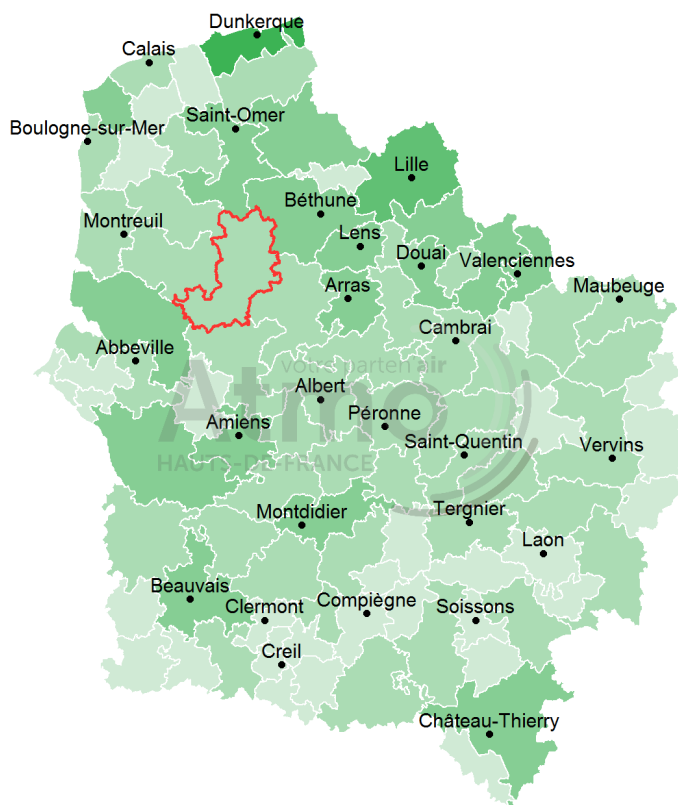 Dunkerque
Calais
Saint-Omer
Boulogne-sur-Mer
Lille
Béthune
Montreuil
Lens
Douai
Valenciennes
Arras
Maubeuge
Cambrai
Abbeville
votre parten'air
Albert
Atmo
Péronne
Amiens
Saint-Quentin
Vervins
HAUTS-DE-FRANCE
Montdidier
Tergnier
Laon
Beauvais
Clermont
Compiègne
Soissons
Creil
Château-Thierry